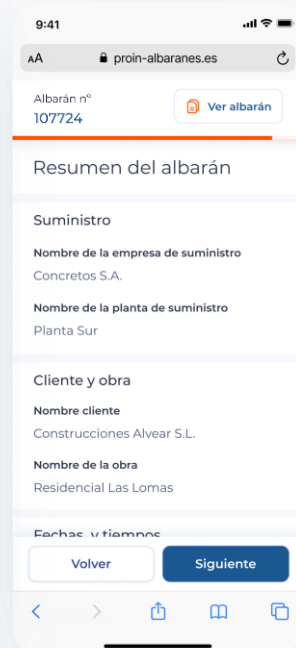 9:41
AA proin-albaranes.es
Albarán nº
107724
Ver albarán
Resumen del albarán
Suministro
Nombre de la empresa de suministro
Concretos S.A.
Nombre de la planta de suministro
Planta Sur
Cliente y obra
Nombre cliente
Construcciones Alvear S.L.
Nombre de la obra
Residencial Las Lomas
Fechas y tiempos
Volver
Siguiente